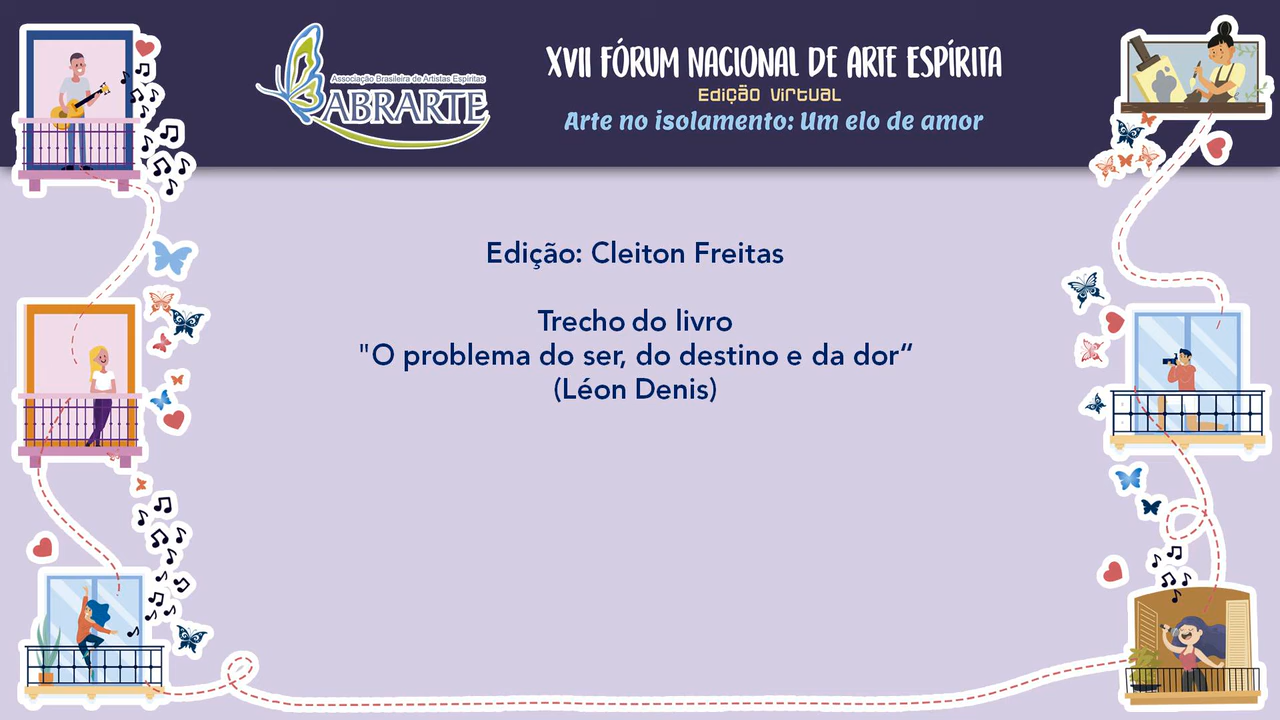 Associação Brasileira de Artistas Espíritas
ABRARTE
XVII FÓRUM NACIONAL DE ARTE ESPÍRITA
Edição Virtual
Arte no isolamento: Um elo de amor
Edição: Cleiton Freitas
Trecho do livro
"O problema do ser, do destino e da dor“
(Léon Denis)